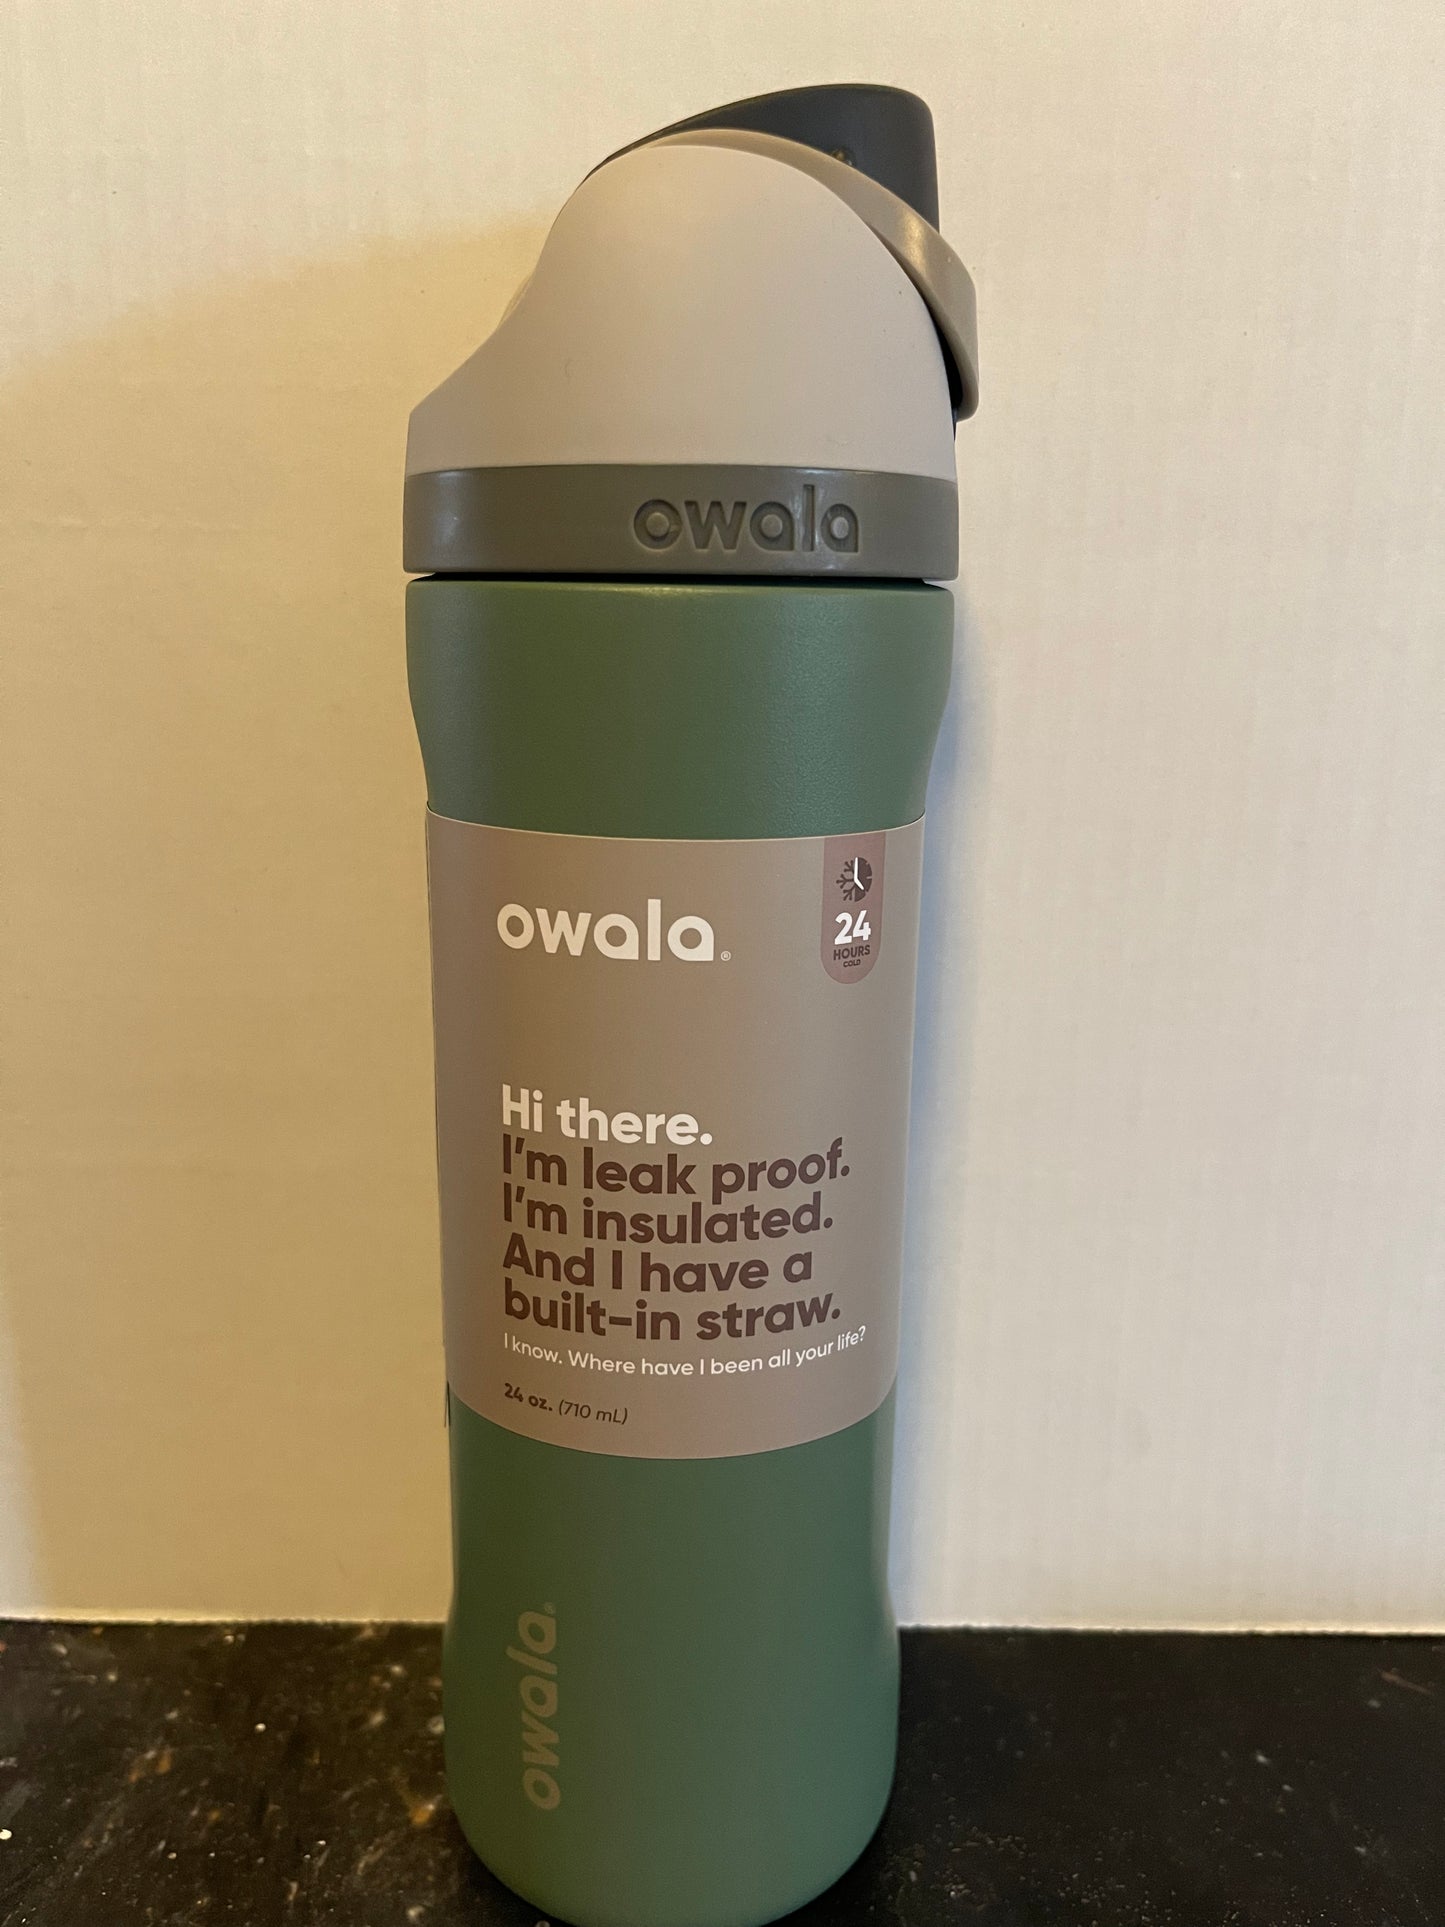 owala
owala®
24
HOURS
COLD
Hi there.
I'm leak proof.
I'm insulated.
And I have a
built-in straw.
I know. Where have I been all your life?
24 oz. (710 mL)
owala®